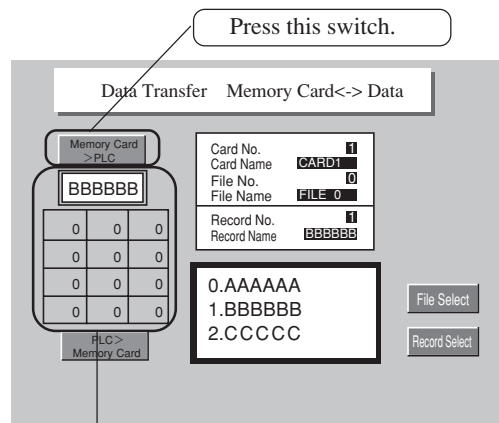 Press this switch.
Data Transfer Memory Card<-> Data
Memory Card
>PLC
BBBBBB
0 0 0
0 0 0
0 0 0
0 0 0
PLC>
Memory Card
Card No. 1
Card Name CARD1
File No. 0
File Name FILE 0
Record No. 1
Record Name BBBBBB
0.AAAAAA
1.BBBBBB
2.CCCCC
File Select
Record Select